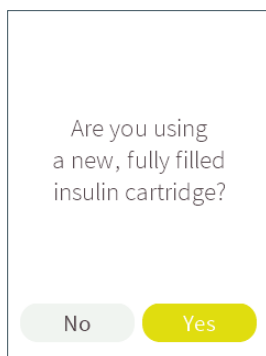 Are you using
a new, fully filled
insulin cartridge?
No
Yes